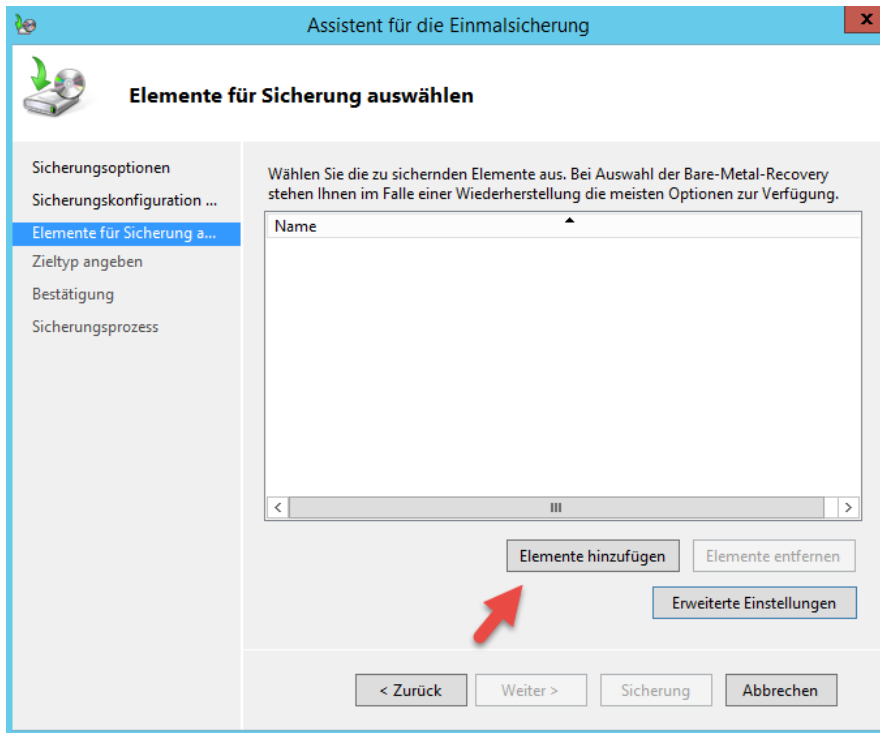 Assistent für die Einmalsicherung
x
Elemente für Sicherung auswählen
Sicherungsoptionen
Sicherungskonfiguration ...
Elemente für Sicherung a...
Zieltyp angeben
Bestätigung
Sicherungsprozess
Wählen Sie die zu sichernden Elemente aus. Bei Auswahl der Bare-Metal-Recovery
stehen Ihnen im Falle einer Wiederherstellung die meisten Optionen zur Verfügung.
Name
Elemente hinzufügen
Elemente entfernen
Erweiterte Einstellungen
< Zurück
Weiter >
Sicherung
Abbrechen